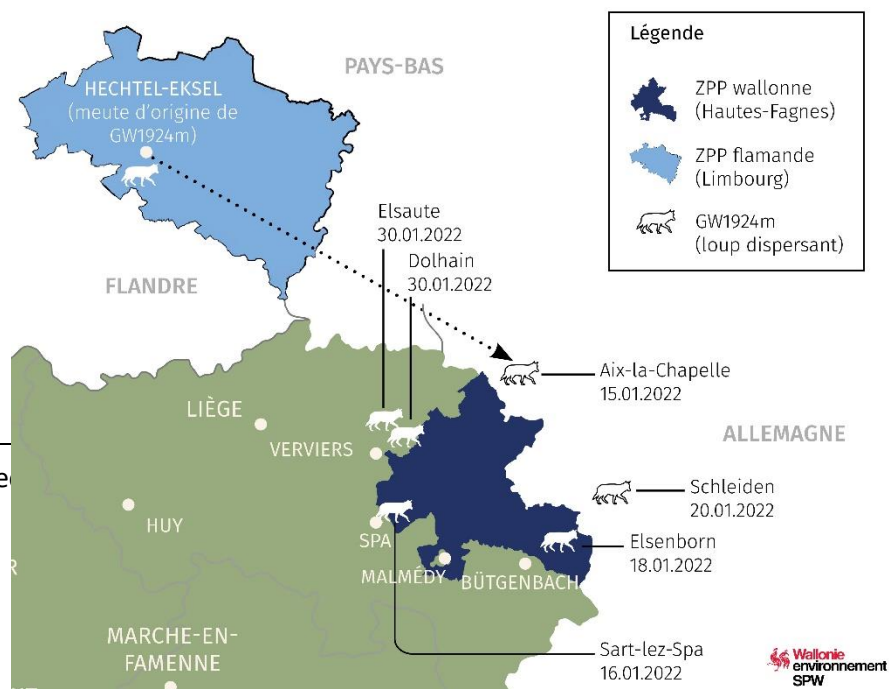 PAYS-BAS
HECHTEL-EKSEL
(meute d'origine de
GW1924m)
FLANDRE
Elsaute
30.01.2022
Dolhain
30.01.2022
Légende
ZPP wallonne
(Hautes-Fagnes)
ZPP flamande
(Limbourg)
GW1924m
(loup dispersant)
Aix-la-Chapelle
15.01.2022
ALLEMAGNE
LIÈGE
VERVIERS
Schleiden
20.01.2022
HUY
SPA
Elsenborn
18.01.2022
MALMÉDY
BÜTGENBACH
MARCHE-EN-
FAMENNE
Sart-lez-Spa
16.01.2022
Wallonie
environnement
SPW